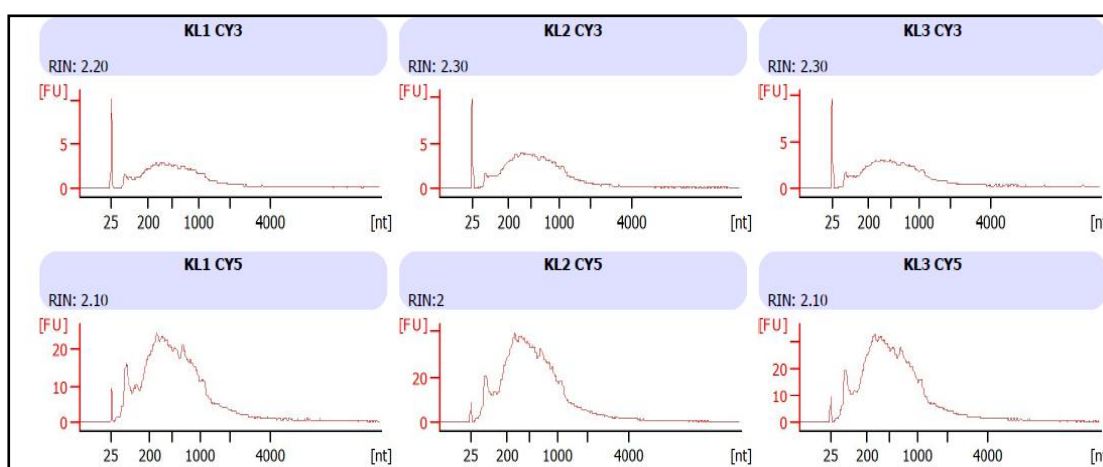 KL1 CY3
RIN: 2.20
[FU]
5
0
25 200 1000 4000 [nt]
KL2 CY3
RIN: 2.30
[FU]
5
0
25 200 1000 4000 [nt]
KL3 CY3
RIN: 2.30
[FU]
5
0
25 200 1000 4000 [nt
KL1 CY5
RIN: 2.10
[FU]
20
10
0
25 200 1000 4000 [nt]
KL2 CY5
RIN:2
[FU]
20
0
25 200 1000 4000 [nt]
KL3 CY5
RIN: 2.10
[FU]
20
10
0
25 200 1000 4000 [nt